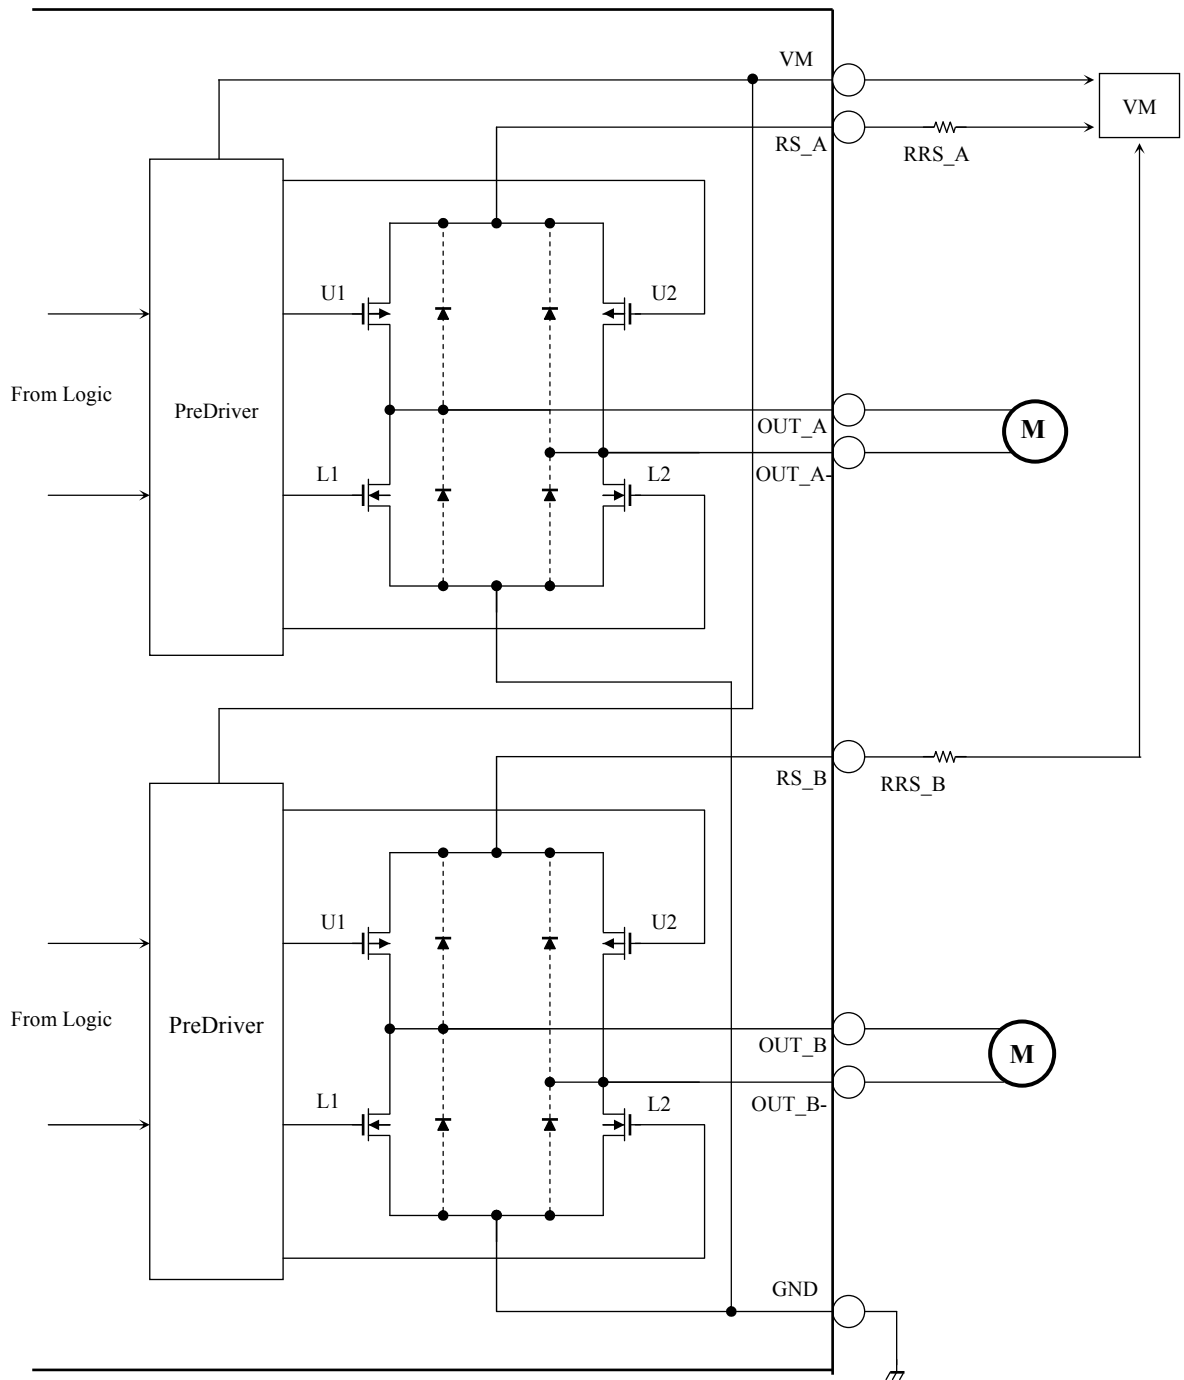 VM
VM
RS_A
RRS_A
U1
U2
From Logic
PreDriver
OUT_A
M
L1
L2
OUT_A-
RS_B
RRS_B
U1
U2
From Logic
PreDriver
OUT_B
M
L1
L2
OUT_B-
GND